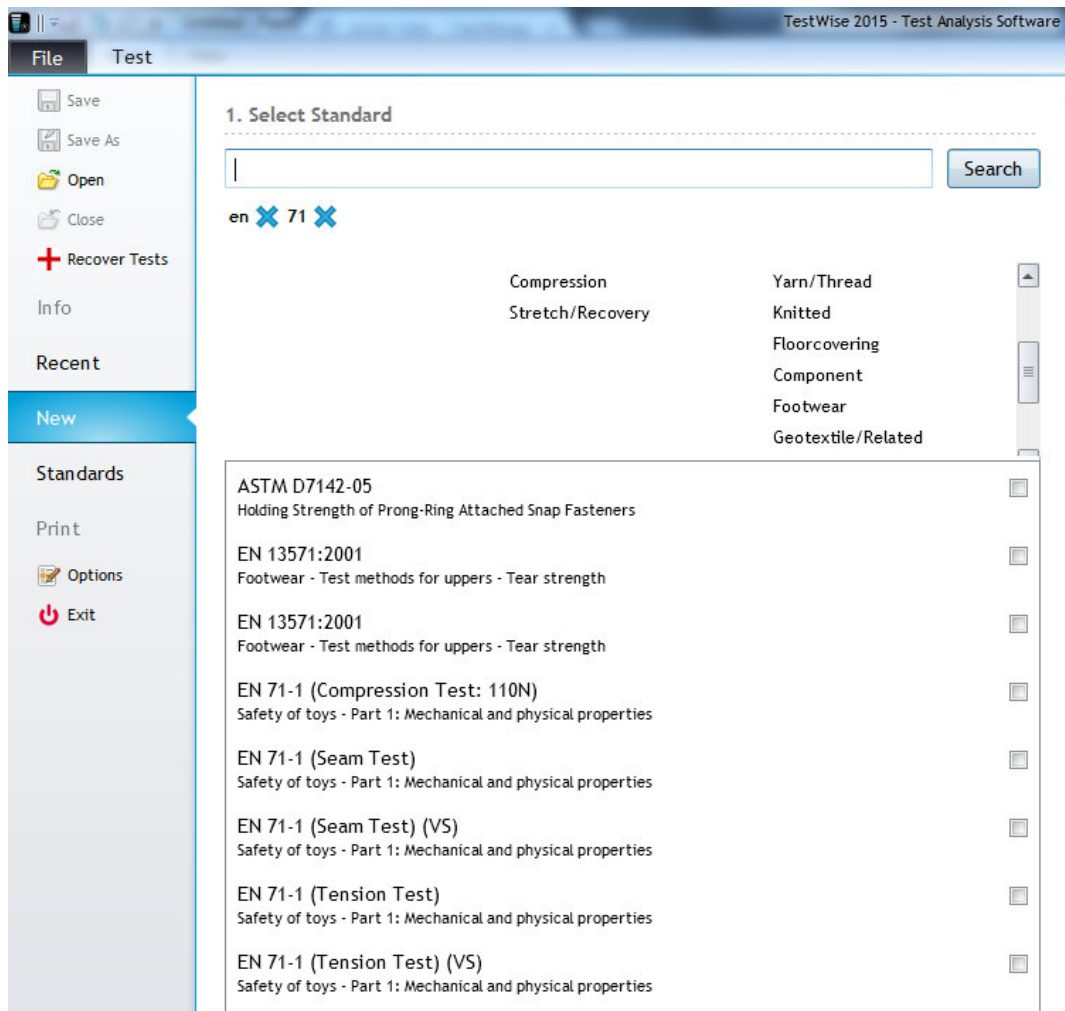 TestWise 2015 - Test Analysis Software
File Test
Save
Save As
Open
Close
Recover Tests
Info
Recent
New
Standards
Print
Options
Exit
1. Select Standard
Search
en 71
Compression Yarn/Thread
Stretch/Recovery Knitted
Floorcovering
Component
Footwear
Geotextile/Related
ASTM D7142-05
Holding Strength of Prong-Ring Attached Snap Fasteners
EN 13571:2001
Footwear - Test methods for uppers - Tear strength
EN 13571:2001
Footwear - Test methods for uppers - Tear strength
EN 71-1 (Compression Test: 110N)
Safety of toys - Part 1: Mechanical and physical properties
EN 71-1 (Seam Test)
Safety of toys - Part 1: Mechanical and physical properties
EN 71-1 (Seam Test) (VS)
Safety of toys - Part 1: Mechanical and physical properties
EN 71-1 (Tension Test)
Safety of toys - Part 1: Mechanical and physical properties
EN 71-1 (Tension Test) (VS)
Safety of toys - Part 1: Mechanical and physical properties